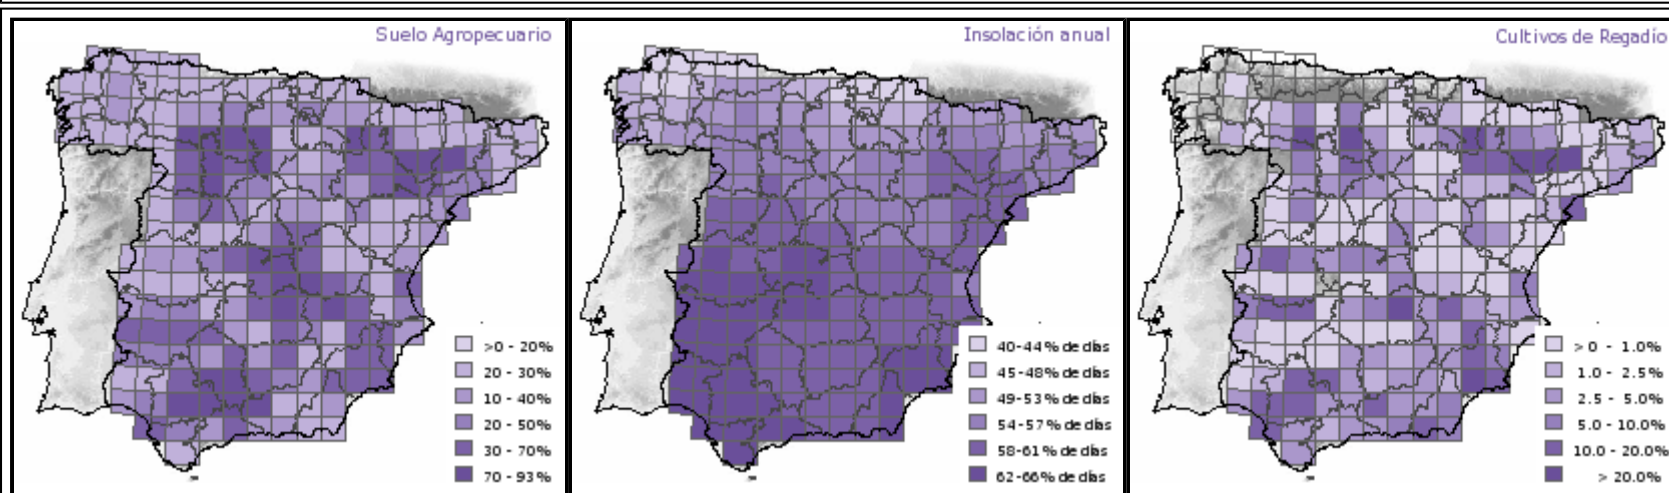 Suelo Agropecuario
>0 - 20%
20 - 30%
10 - 40%
20 - 50%
30 - 70%
70 - 93%
Insolación anual
40-44% de días
45-48% de días
49-53% de días
54-57% de días
58-61% de días
62-66% de días
Cultivos de Regadío
>0 - 1.0%
1.0 - 2.5%
2.5 - 5.0%
5.0 - 10.0%
10.0 - 20.0%
> 20.0%